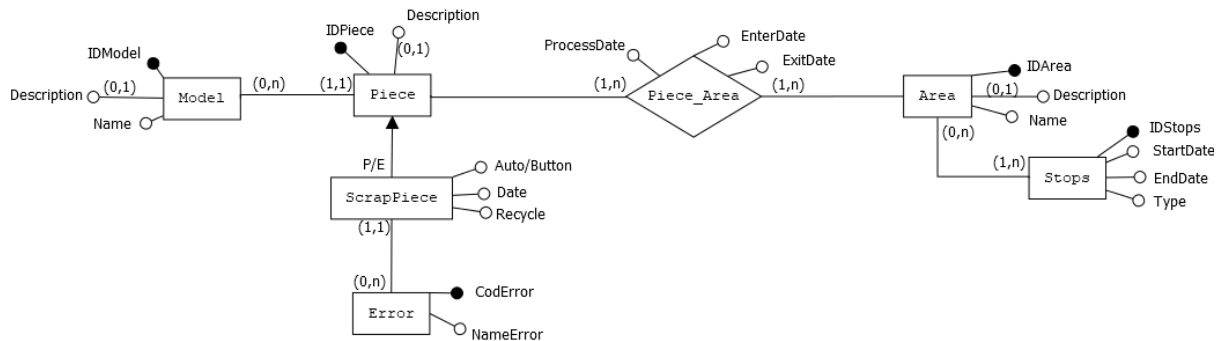 Description
IDPiece
EnterDate
ProcessDate
(0,1)
ExitDate
IDModel
IDArea
(0,1)
(0,n)
(1,1)
(1,n)
(1,n)
(0,1)
Description
Model
Piece
Piece_Area
Area
Description
Name
Name
(0,n)
IDStops
P/E
Auto/Button
(1,n)
StartDate
ScrapPiece
Date
Stops
EndDate
Recycle
Type
(1,1)
(0,n)
CodError
Error
NameError